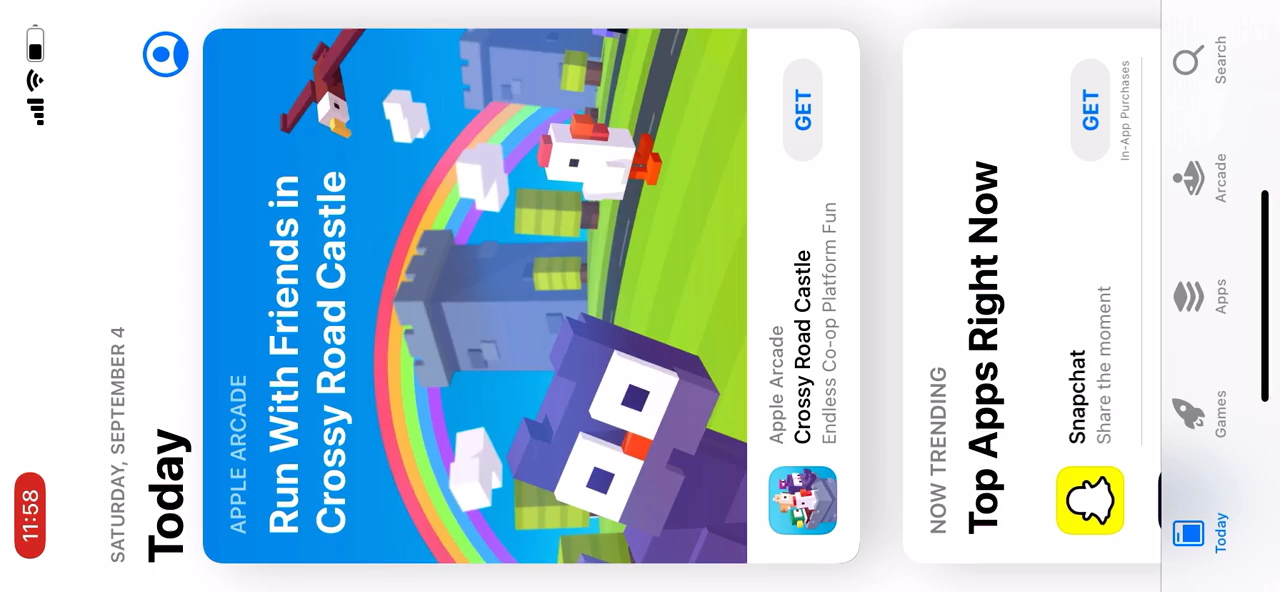 11:58
SATURDAY, SEPTEMBER 4
Today
APPLE ARCADE
Run With Friends in
Crossy Road Castle
Apple Arcade
Crossy Road Castle
Endless Co-op Platform Fun
GET
NOW TRENDING
Top Apps Right Now
Snapchat
Share the moment
GET
In-App Purchases
Today
Games
Apps
Arcade
Search